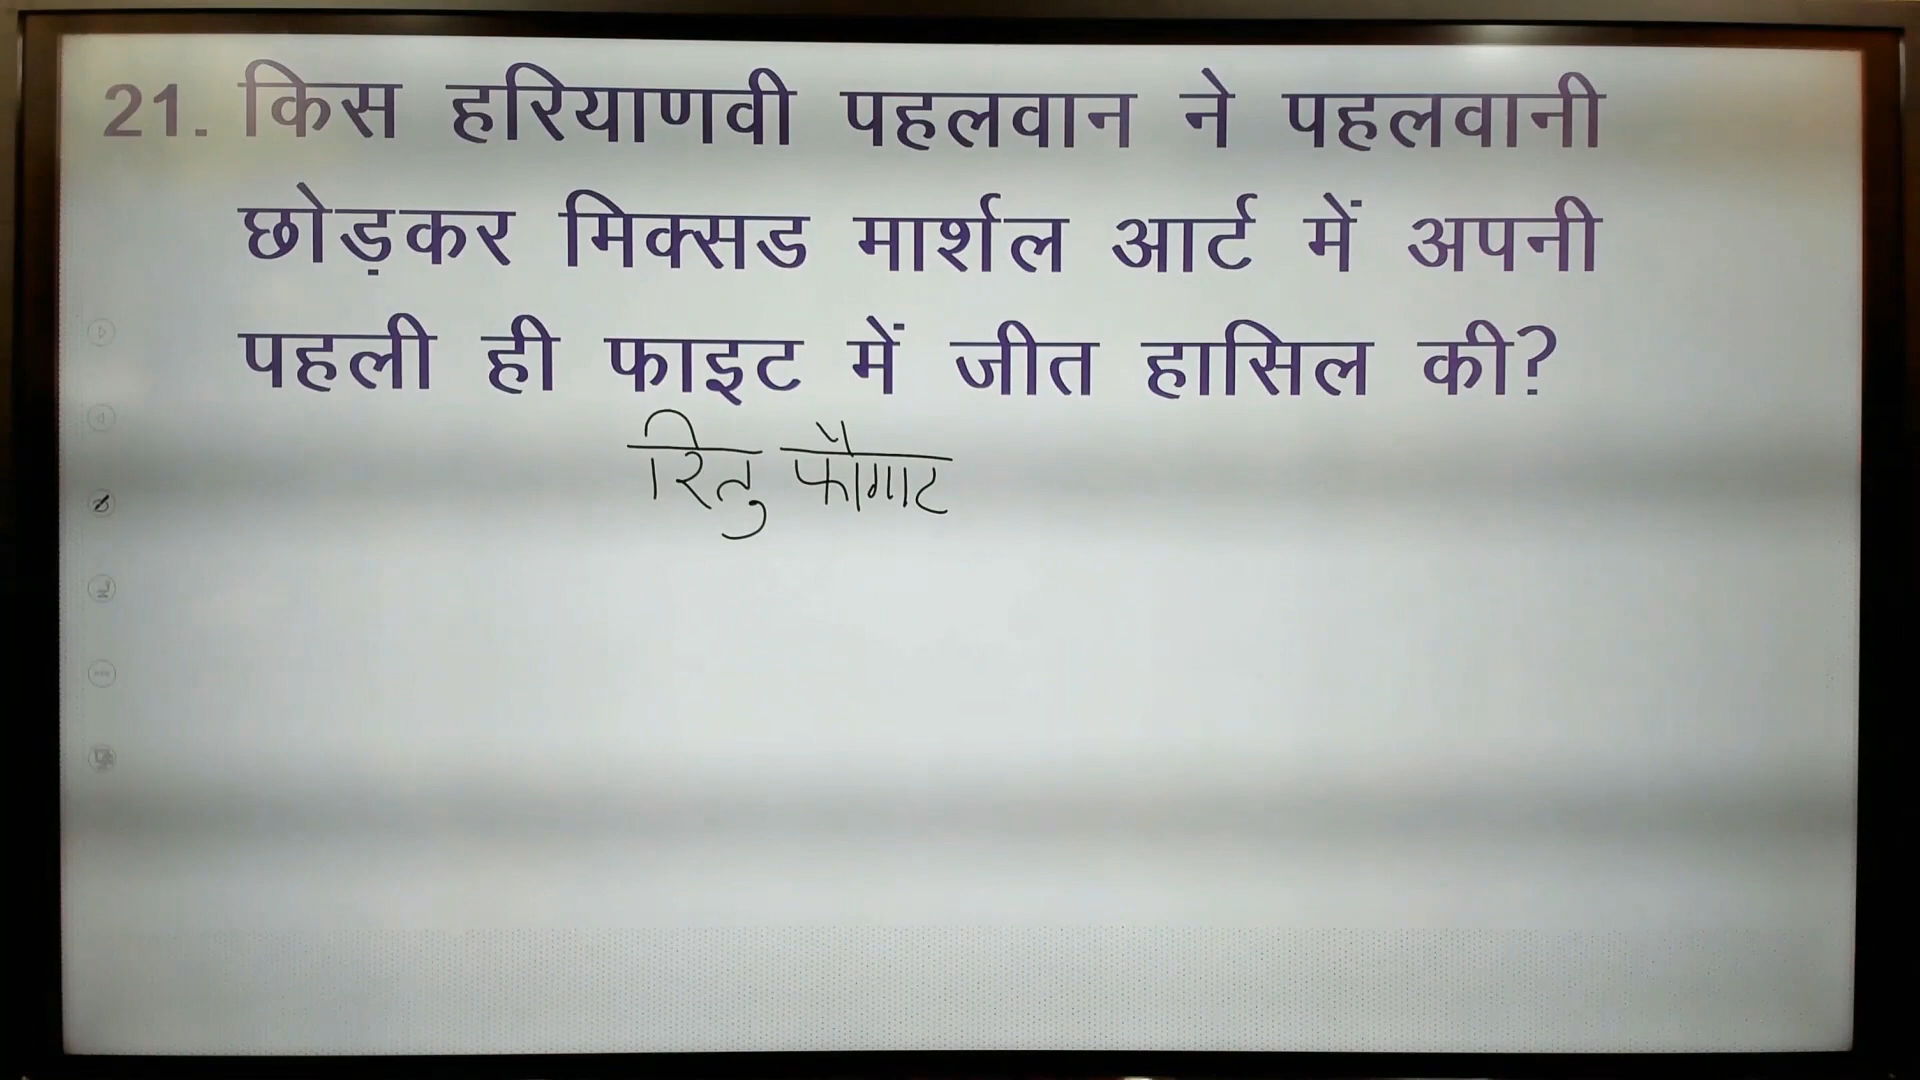 21. किस हरियाणवी पहलवान ने पहलवानी
छोड़कर मिक्सड मार्शल आर्ट में अपनी
पहली ही फाइट में जीत हासिल की?
रितु फौगाट